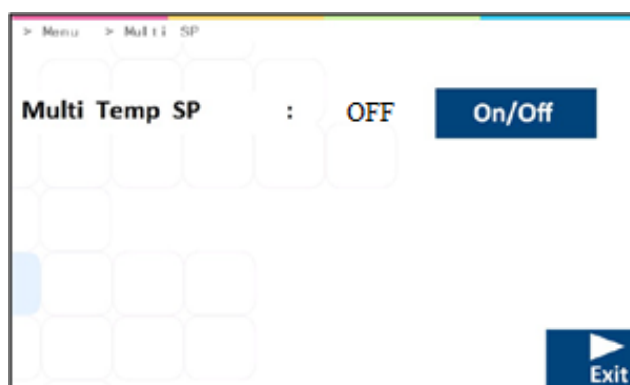 > Menu > Multi SP
Multi Temp SP : OFF On/Off
Exit